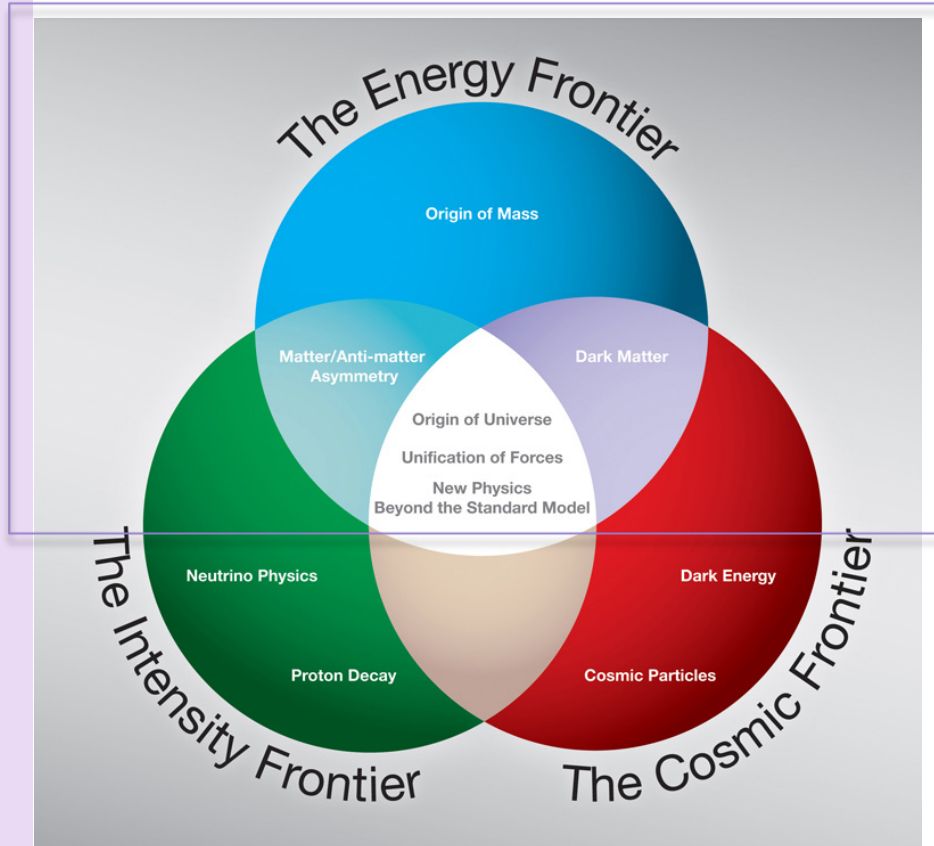 The Energy Frontier
Origin of Mass
Matter/Anti-matter
Asymmetry
Dark Matter
Origin of Universe
Unification of Forces
New Physics
Beyond the Standard Model
Neutrino Physics
Dark Energy
Proton Decay
Cosmic Particles
The Intensity Frontier
The Cosmic Frontier